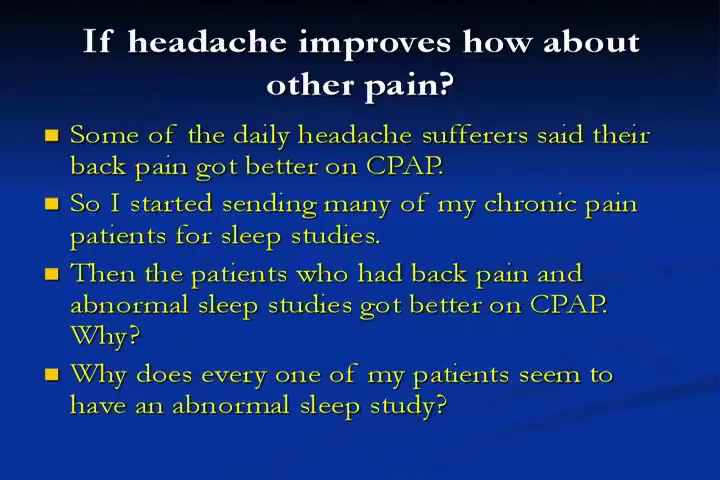 If headache improves how about
other pain?
Some of the daily headache sufferers said their
back pain got better on CPAP.
So I started sending many of my chronic pain
patients for sleep studies.
Then the patients who had back pain and
abnormal sleep studies got better on CPAP.
Why?
Why does every one of my patients seem to
have an abnormal sleep study?